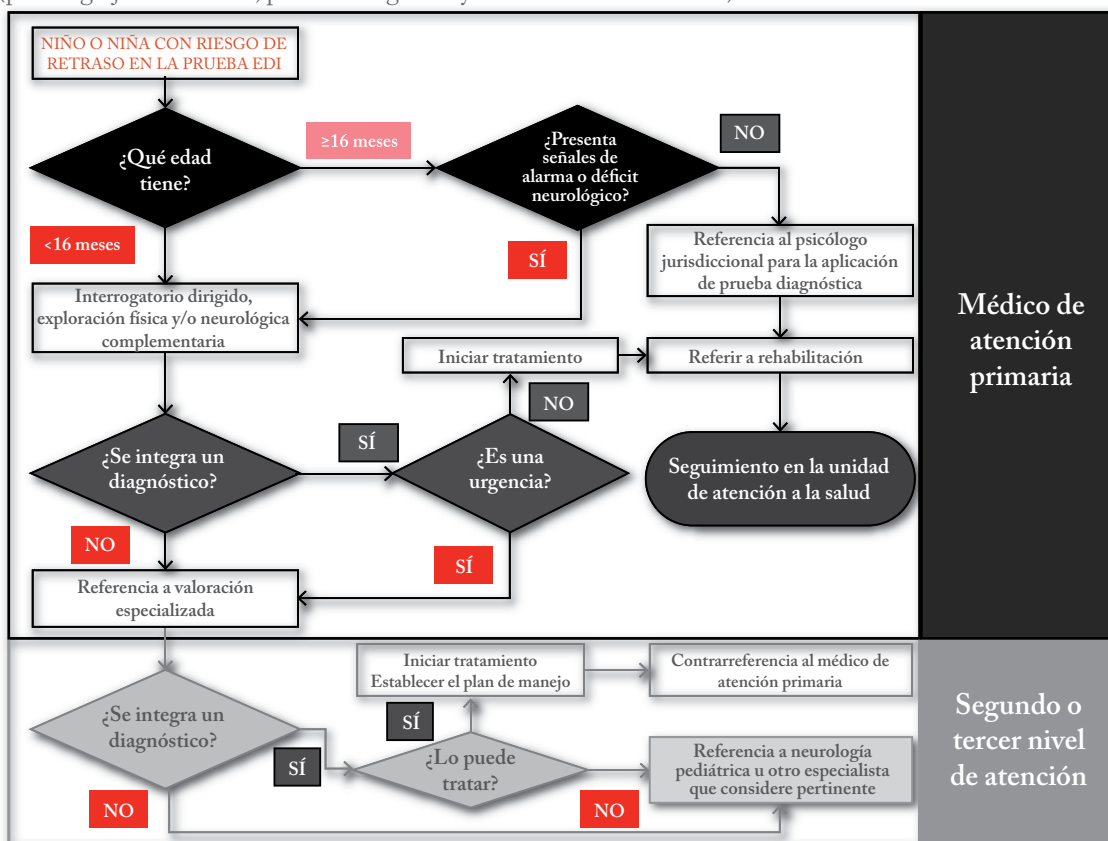 NIÑO O NIÑA CON RIESGO DE
RETRASO EN LA PRUEBA EDI
¿Qué edad
tiene?
≥16 meses
¿Presenta
señales de
alarma o déficit
neurológico?
NO
<16 meses
SÍ
Referencia al psicólogo
jurisdiccional para la aplicación
de prueba diagnóstica
Interrogatorio dirigido,
exploración física y/o neurológica
complementaria
Iniciar tratamiento
Referir a rehabilitación
NO
¿Se integra un
diagnóstico?
SÍ
¿Es una
urgencia?
Seguimiento en la unidad
de atención a la salud
NO
SÍ
Referencia a valoración
especializada
Médico de
atención
primaria
Iniciar tratamiento
Establecer el plan de manejo
Contrarreferencia al médico de
atención primaria
¿Se integra un
diagnóstico?
SÍ
SÍ
¿Lo puede
tratar?
Referencia a neurología
pediátrica u otro especialista
que considere pertinente
NO
NO
Segundo o
tercer nivel
de atención